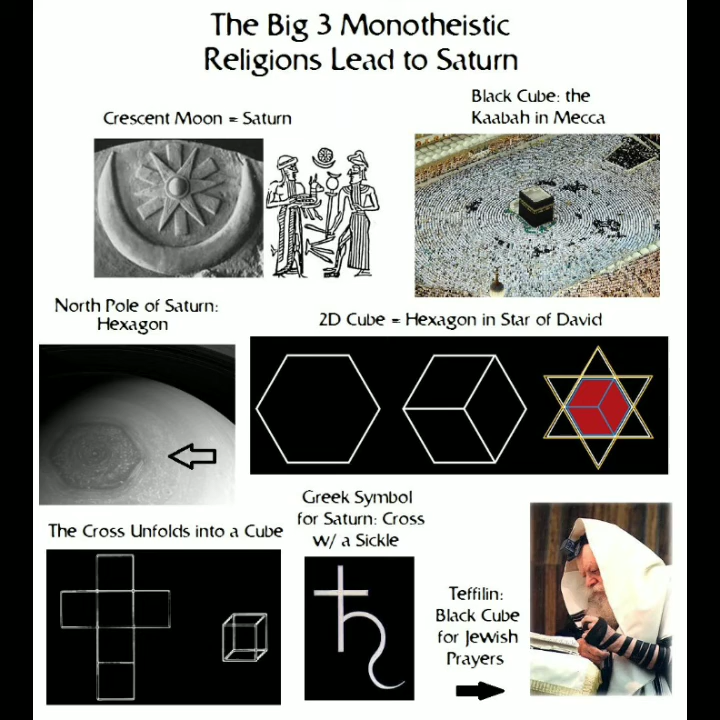 The Big 3 Monotheistic
Religions Lead to Saturn
Crescent Moon = Saturn
Black Cube: the
Kaabah in Mecca
North Pole of Saturn:
Hexagon
2D Cube = Hexagon in Star of David
The Cross Unfolds into a Cube
Greek Symbol
for Saturn: Cross
w/ a Sickle
Teffilin:
Black Cube
for Jewish
Prayers